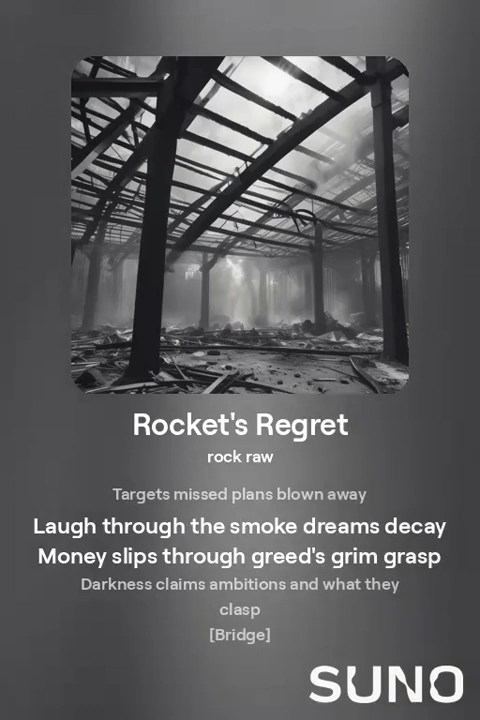 Rocket's Regret
rock raw
Targets missed plans blown away
Laugh through the smoke dreams decay
Money slips through greed's grim grasp
Darkness claims ambitions and what they
clasp
[Bridge]
SUNO